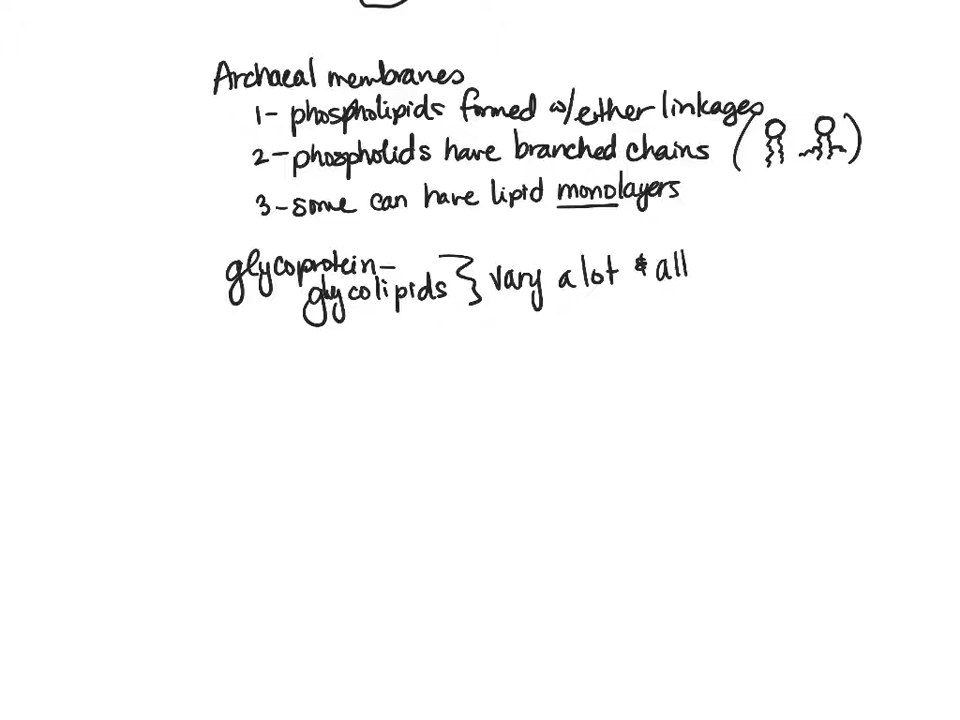 Archaeal membranes
1- phospholipids formed w/ether linkages
2- phospholids have branched chains
3- some can have lipid monolayers
glycoprotein-
glycolipids } vary a lot & all